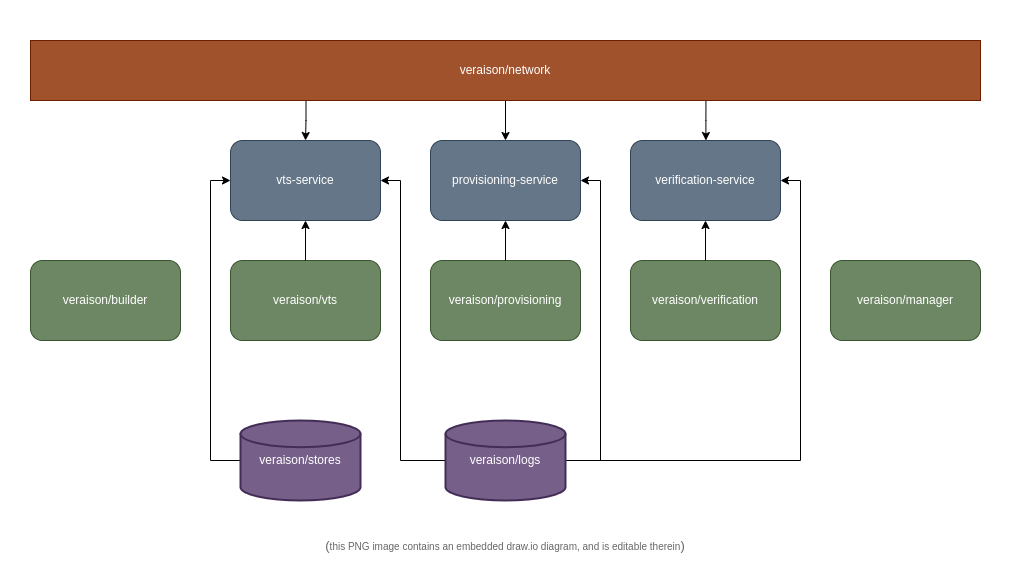 veraison/network
vts-service
provisioning-service
verification-service
veraison/builder
veraison/vts
veraison/provisioning
veraison/verification
veraison/manager
veraison/stores
veraison/logs
(this PNG image contains an embedded draw.io diagram, and is editable therein)